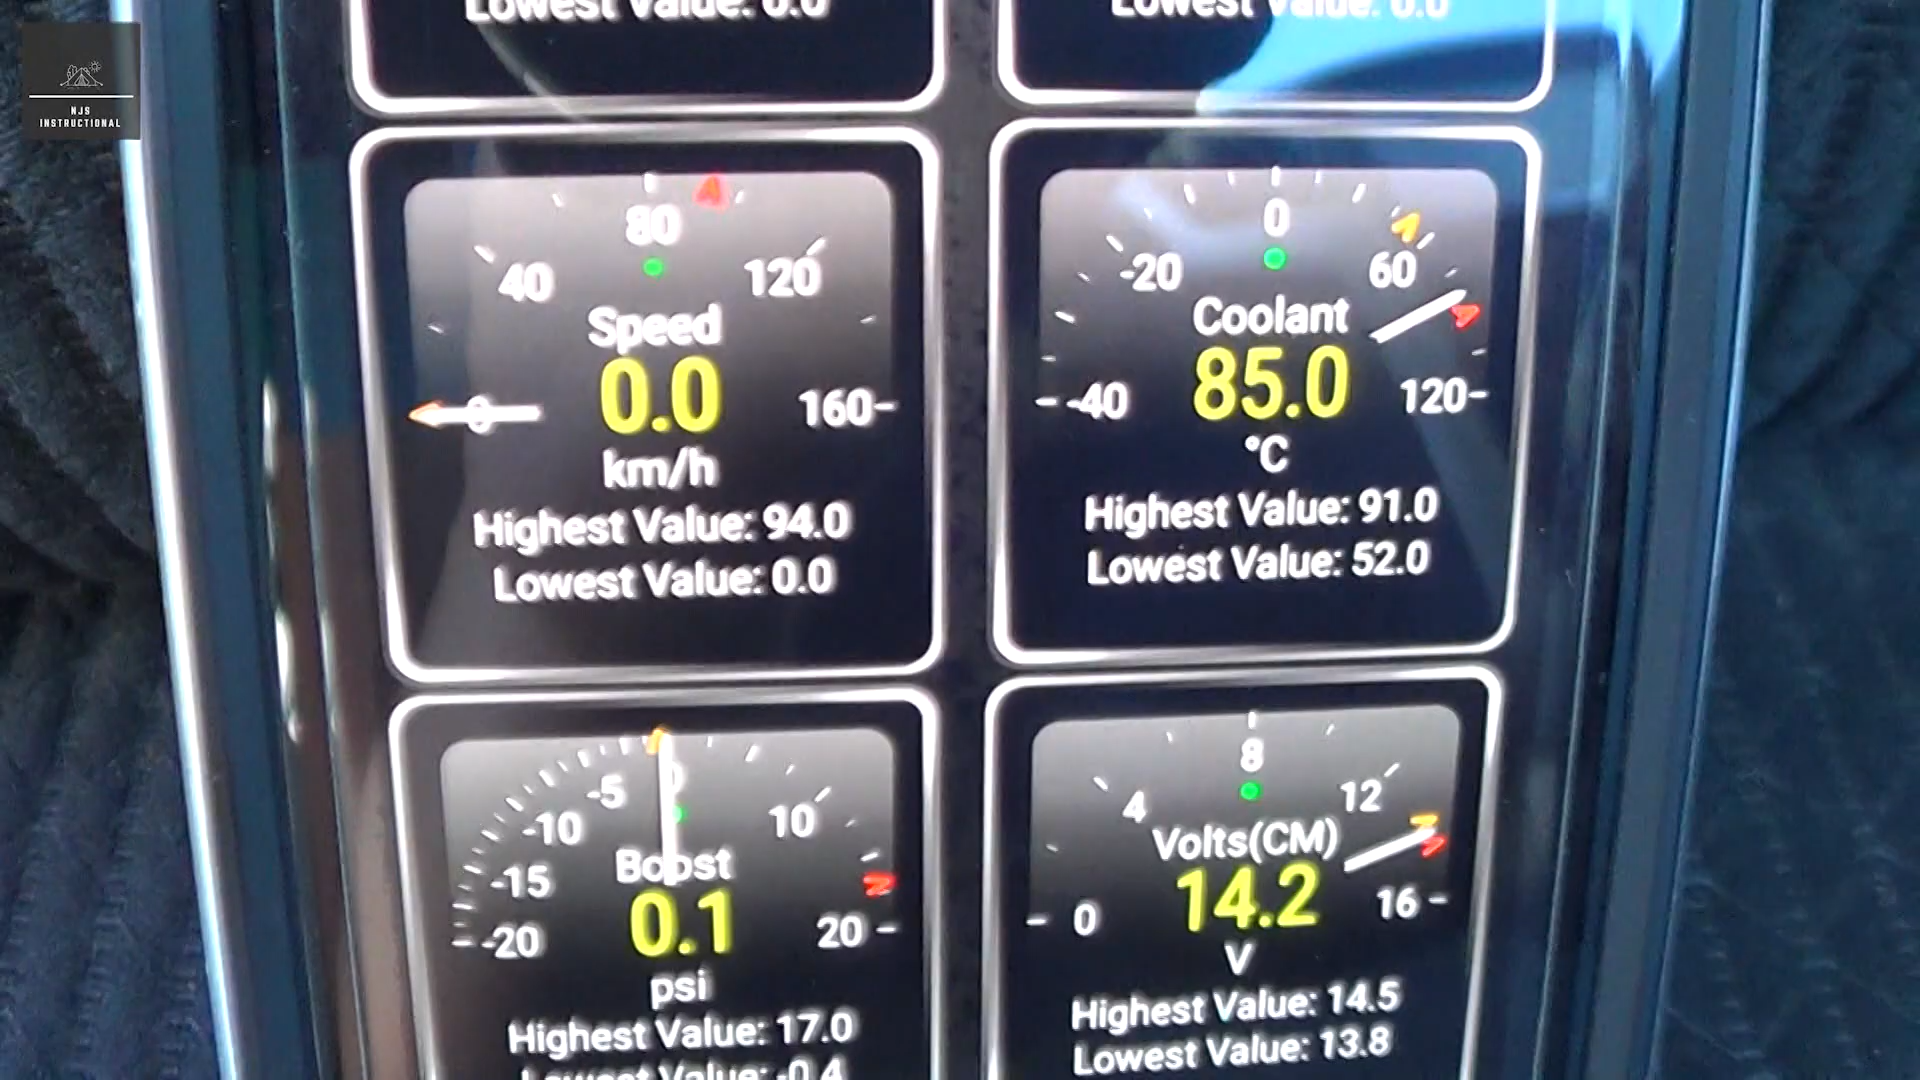 Lowest Value: 0.0
Lowest Value: 0.0
NJS
INSTRUCTIONAL
80
40
120
Speed
0.0
0
160
km/h
Highest Value: 94.0
Lowest Value: 0.0
0
-20
60
Coolant
85.0
-40
120
°C
Highest Value: 91.0
Lowest Value: 52.0
0
-5
-10
10
Boost
-15
0.1
-20
20
psi
Highest Value: 17.0
Lowest Value: -0.4
8
4
12
Volts(CM)
14.2
0
16
V
Highest Value: 14.5
Lowest Value: 13.8